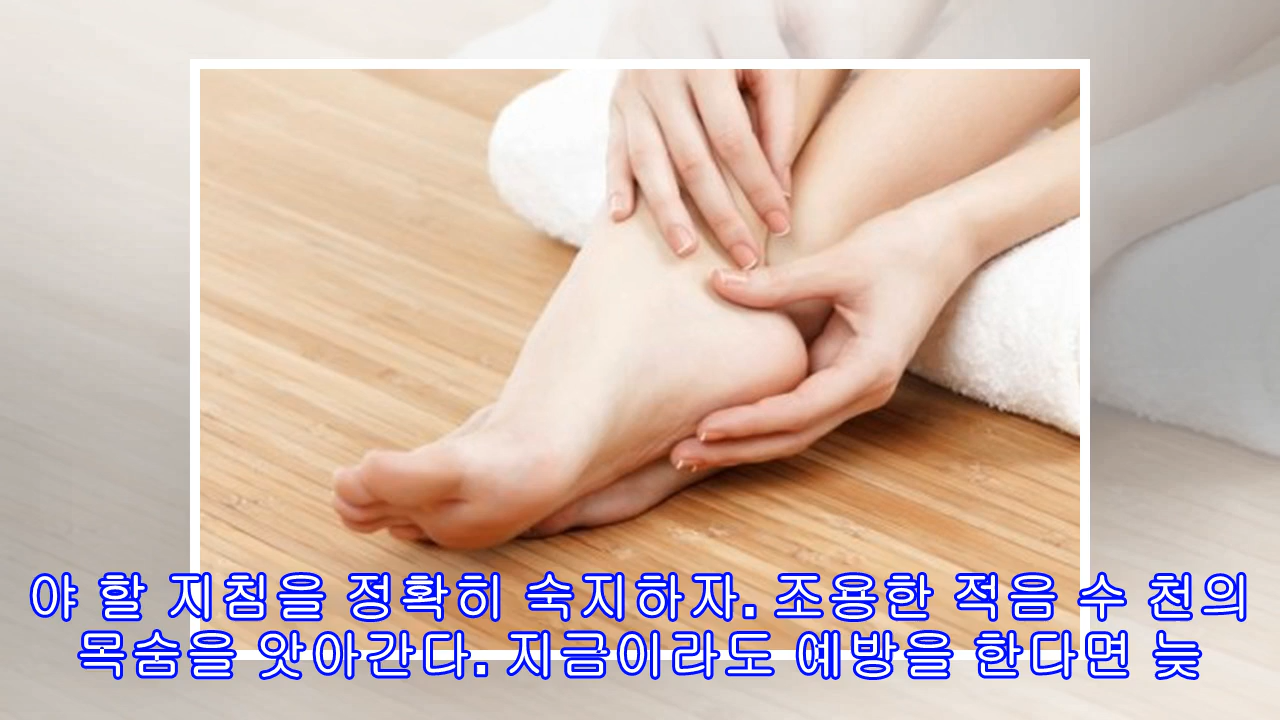 야 할 지침을 정확히 숙지하자. 조용한 적음 수 천의
목숨을 앗아간다. 지금이라도 예방을 한다면 늦